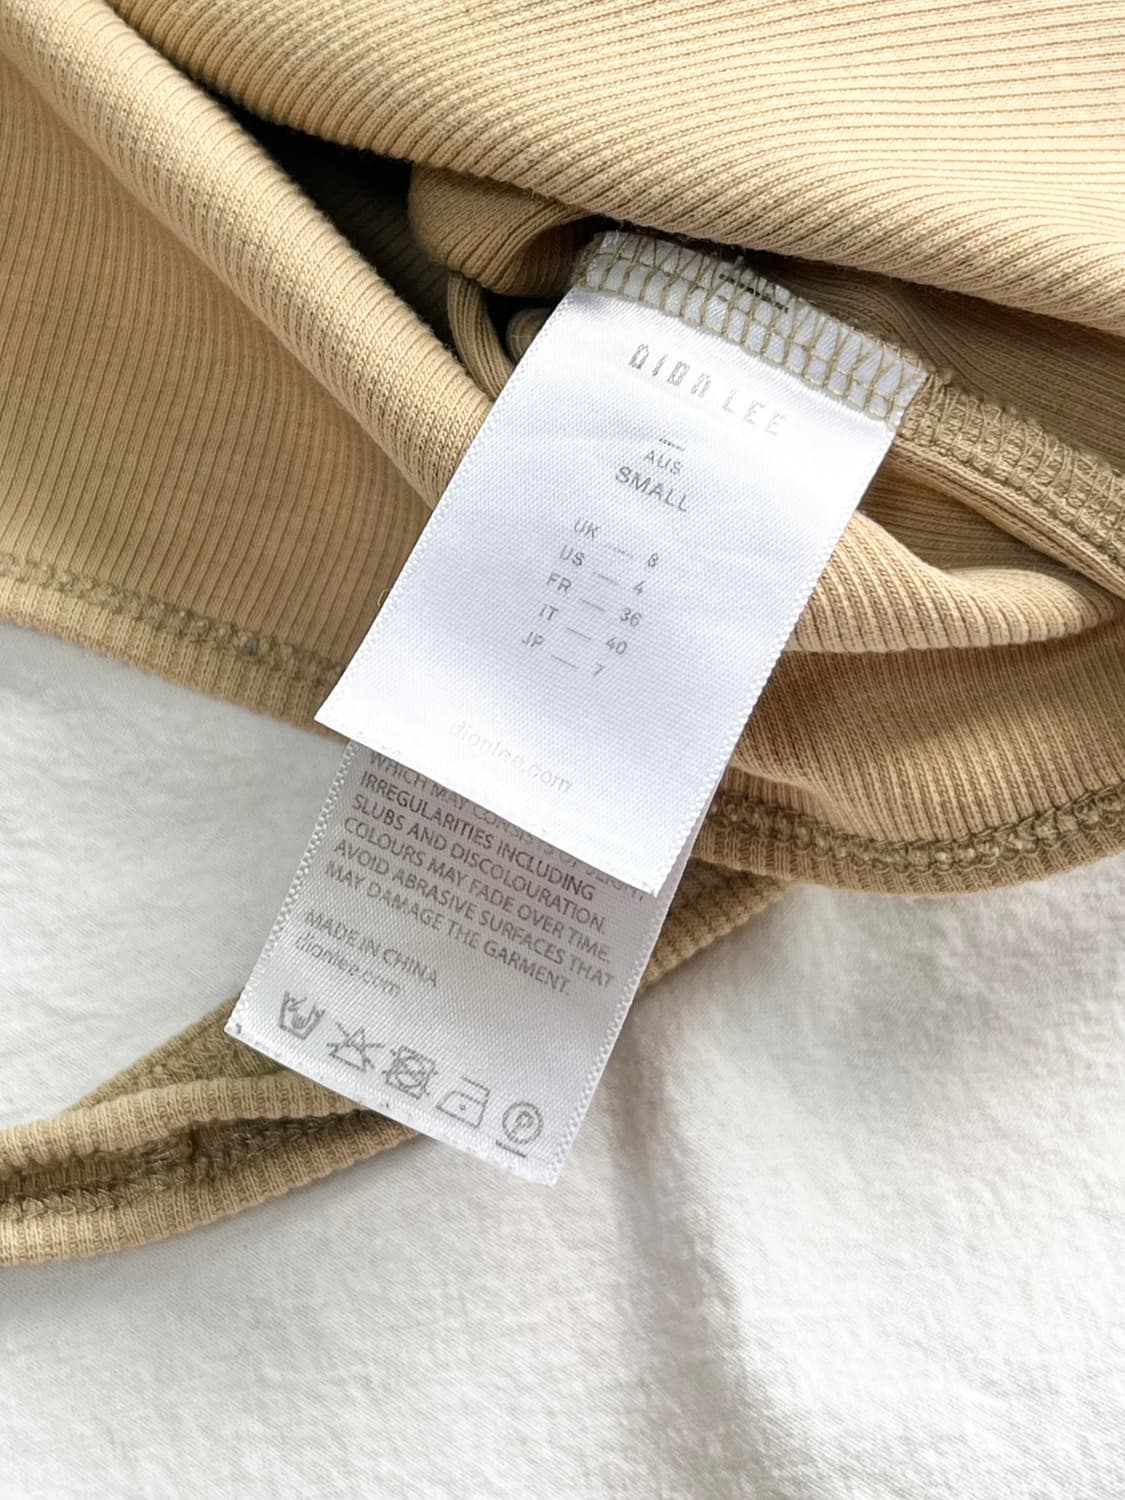 DION LEE
AUS
SMALL
UK — 8
US — 4
FR — 36
IT — 40
JP — 7
dionlee.com
WHICH MAY CONSIST OF SLIGHT
IRREGULARITIES INCLUDING
SLUBS AND DISCOLOURATION.
COLOURS MAY FADE OVER TIME.
AVOID ABRASIVE SURFACES THAT
MAY DAMAGE THE GARMENT.
MADE IN CHINA
dionlee.com
P